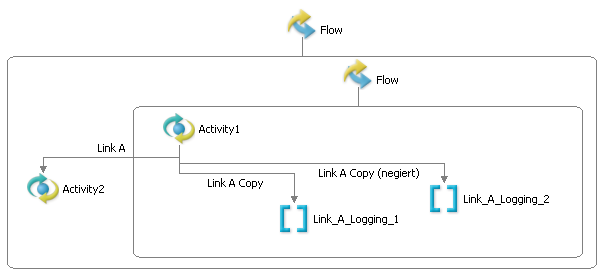 Flow
Flow
Activity1
Link A
Link A Copy (negiert)
Link A Copy
Activity2
Link_A_Logging_2
Link_A_Logging_1